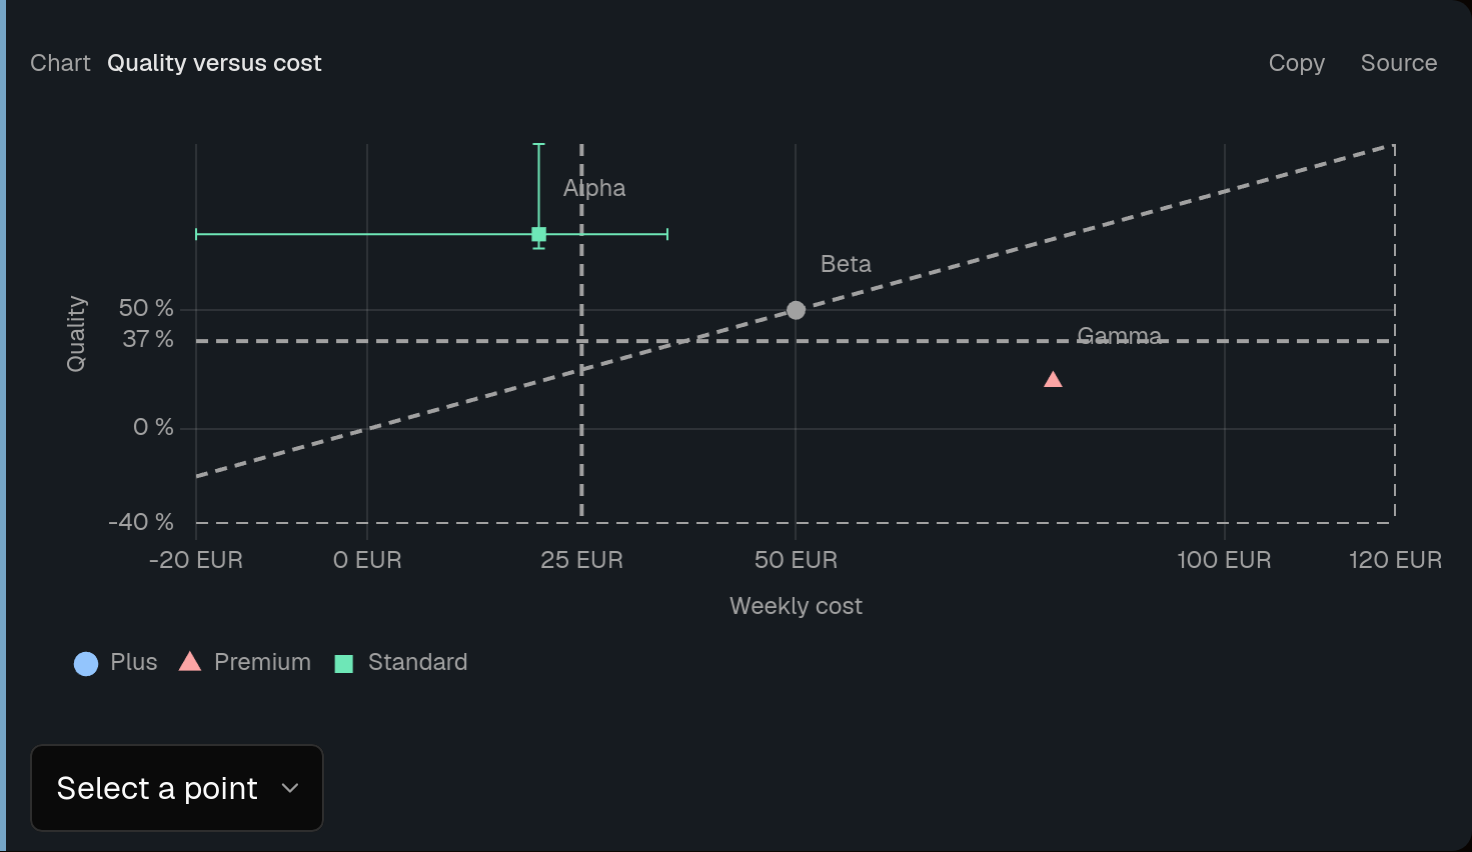 Chart Quality versus cost
Copy Source
Alpha
Beta
Gamma
Quality
50 %
37 %
0 %
-40 %
-20 EUR 0 EUR 25 EUR 50 EUR 100 EUR 120 EUR
Weekly cost
Plus Premium Standard
Select a point